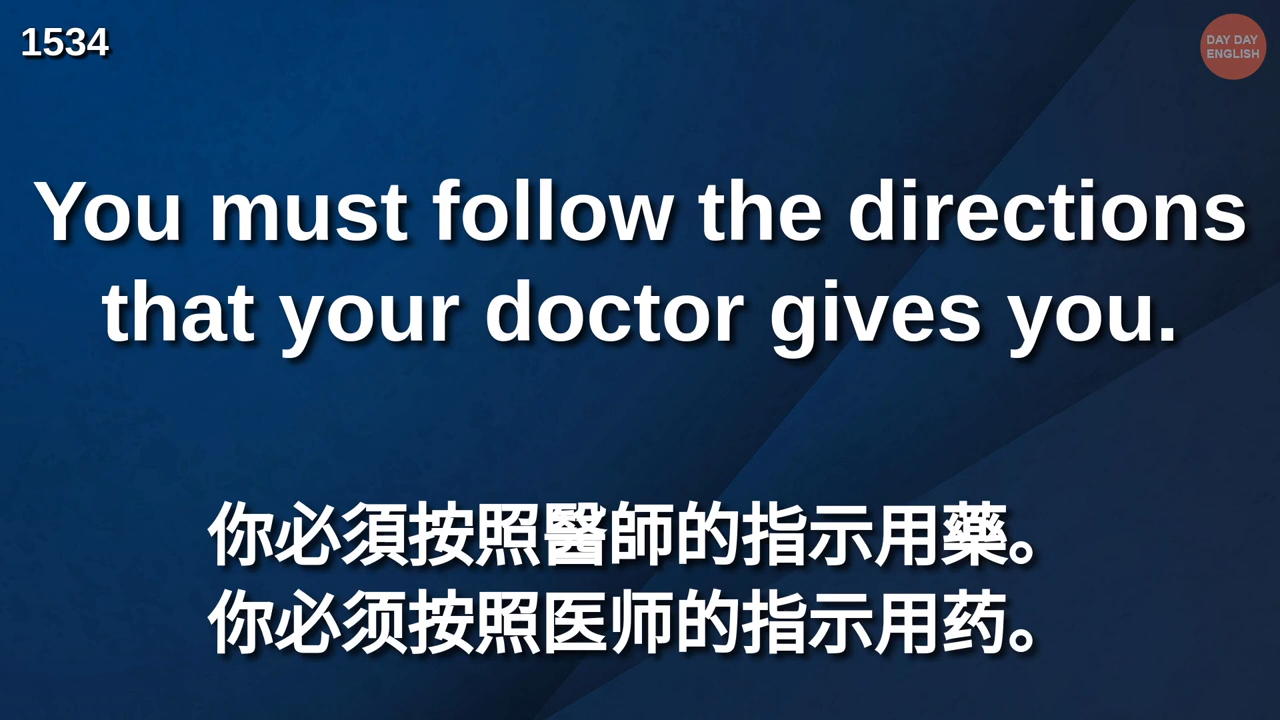 1534
DAY DAY
ENGLISH
You must follow the directions
that your doctor gives you.
你必須按照醫師的指示用藥。
你必须按照医师的指示用药。